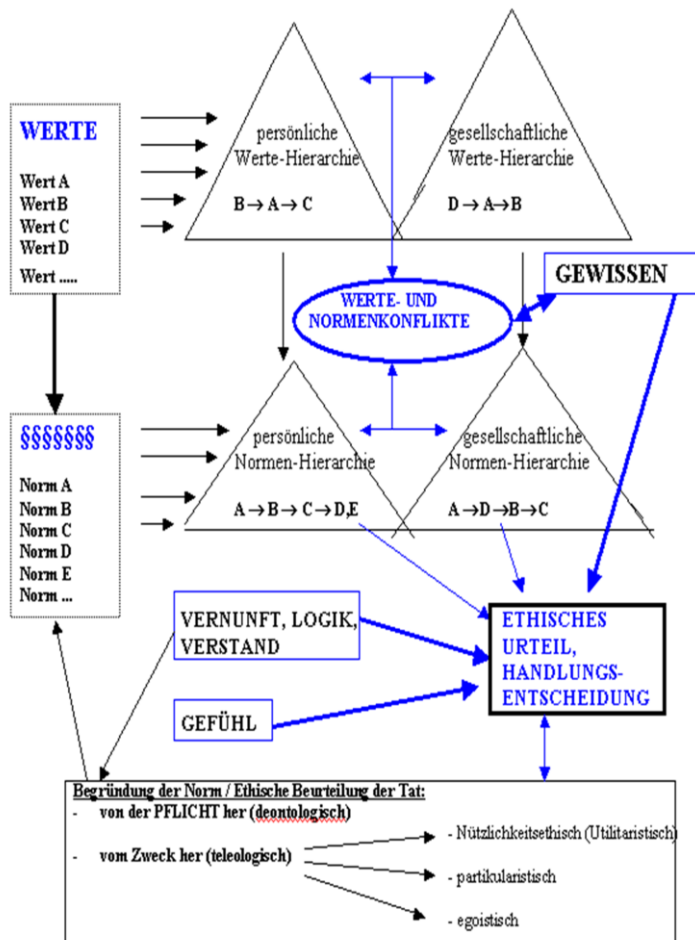 WERTE
Wert A
Wert B
Wert C
Wert D
Wert .....
persönliche
Werte-Hierarchie
B → A → C
gesellschaftliche
Werte-Hierarchie
D → A → B
WERTE- UND
NORMENKONFLIKTE
GEWISSEN
§§§§§§§
Norm A
Norm B
Norm C
Norm D
Norm E
Norm ...
persönliche
Normen-Hierarchie
A → B → C → D,E
gesellschaftliche
Normen-Hierarchie
A → D → B → C
VERNUNFT, LOGIK,
VERSTAND
GEFÜHL
ETHISCHES
URTEIL,
HANDLUNGS-
ENTSCHEIDUNG
Begründung der Norm / Ethische Beurteilung der Tat:
- von der PFLICHT her (deontologisch)
- vom Zweck her (teleologisch)
- Nützlichkeitsethisch (Utilitaristisch)
- partikularistisch
- egoistisch